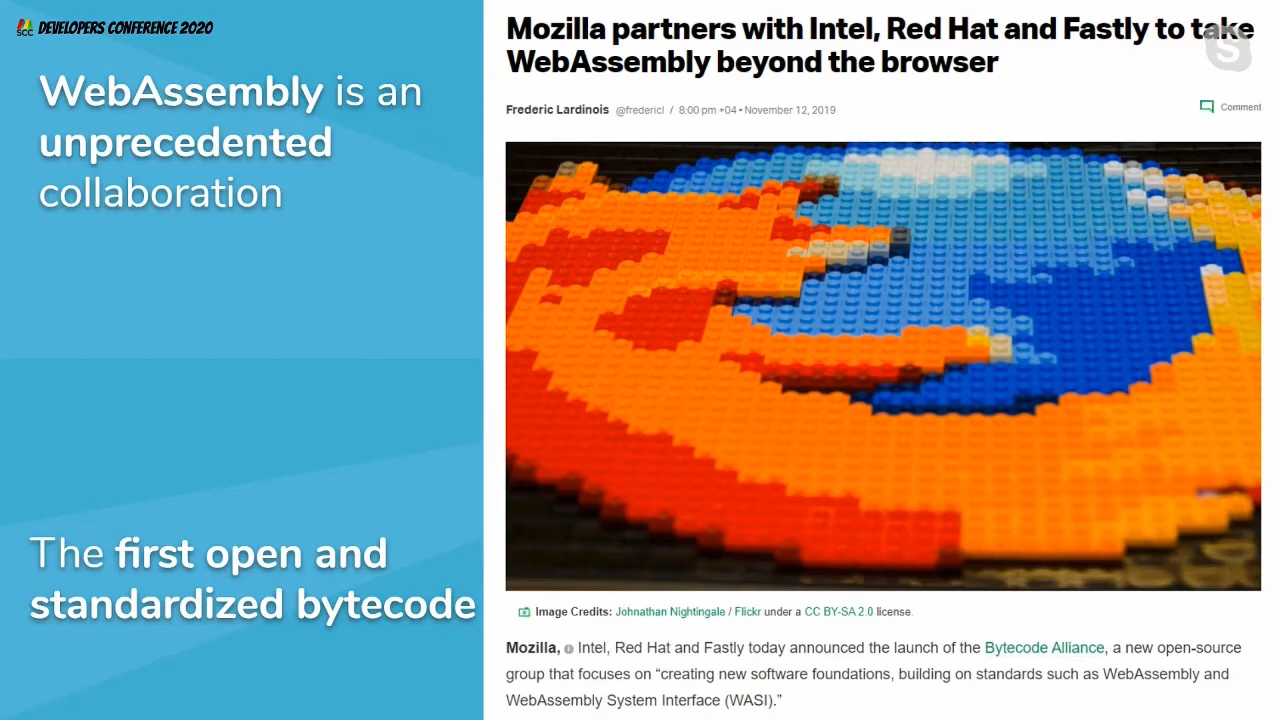 SCC DEVELOPERS CONFERENCE 2020
WebAssembly is an
unprecedented
collaboration
The first open and
standardized bytecode
Mozilla partners with Intel, Red Hat and Fastly to take
WebAssembly beyond the browser
Frederic Lardinois @fredericl / 8:00 pm +04 • November 12, 2019
Comment
Image Credits: Johnathan Nightingale / Flickr under a CC BY-SA 2.0 license.
Mozilla, Intel, Red Hat and Fastly today announced the launch of the Bytecode Alliance, a new open-source
group that focuses on “creating new software foundations, building on standards such as WebAssembly and
WebAssembly System Interface (WASI).”